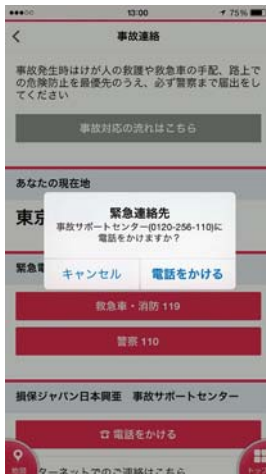 13:00
75%
事故連絡
事故発生時はけが人の救護や救急車の手配、路上で
の危険防止を最優先のうえ、必ず警察まで届出をし
てください
事故対応の流れはこちら
あなたの現在地
東京
緊急連絡先
事故サポートセンター(0120-256-110)に
電話をかけますか？
キャンセル 電話をかける
緊急電
救急車・消防 119
警察 110
損保ジャパン日本興亜 事故サポートセンター
電話をかける
ターネットでのご連絡はこちら